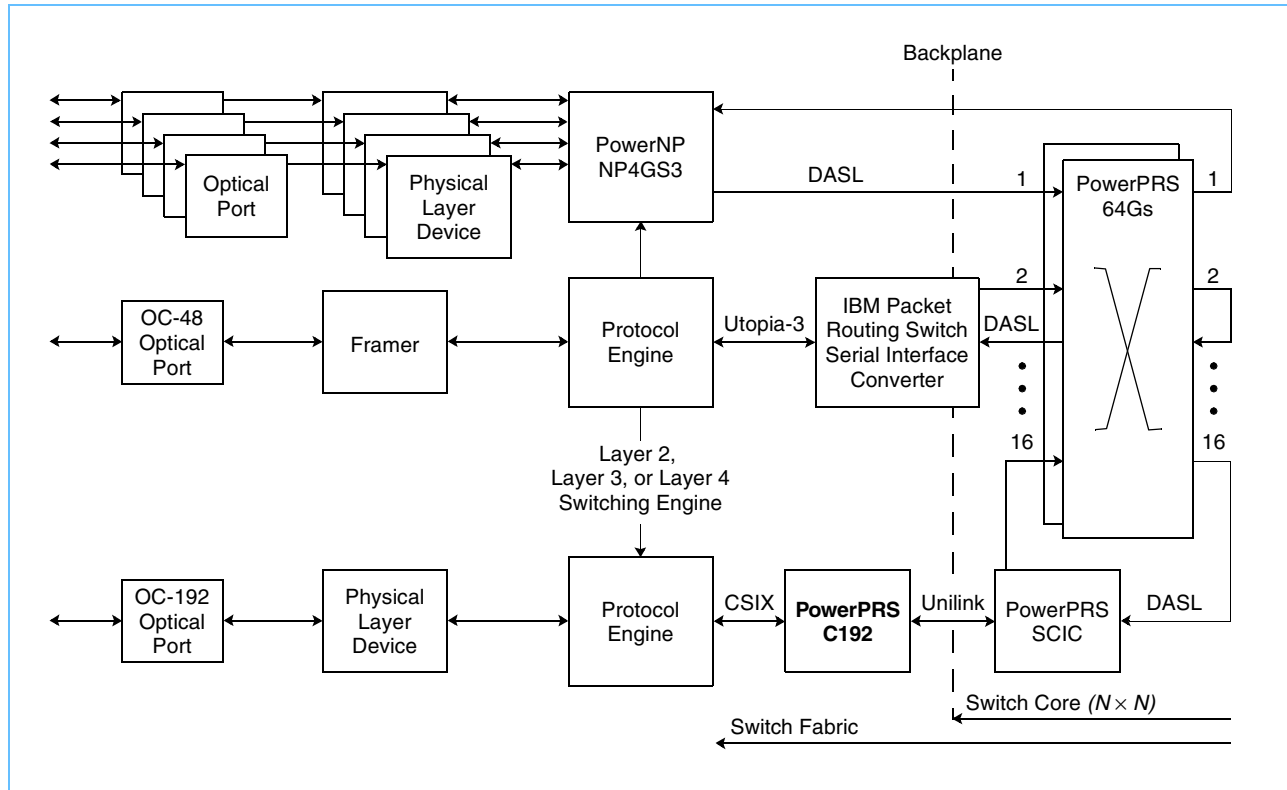 Backplane
PowerNP
NP4GS3
DASL
1
PowerPRS
64Gs
1
Optical
Port
Physical
Layer
Device
OC-48
Optical
Port
Framer
Protocol
Engine
Utopia-3
IBM Packet
Routing Switch
Serial Interface
Converter
2
DASL
2
16
16
Layer 2,
Layer 3, or Layer 4
Switching Engine
OC-192
Optical
Port
Physical
Layer
Device
Protocol
Engine
CSIX
PowerPRS
C192
Unilink
PowerPRS
SCIC
DASL
Switch Core (N × N)
Switch Fabric